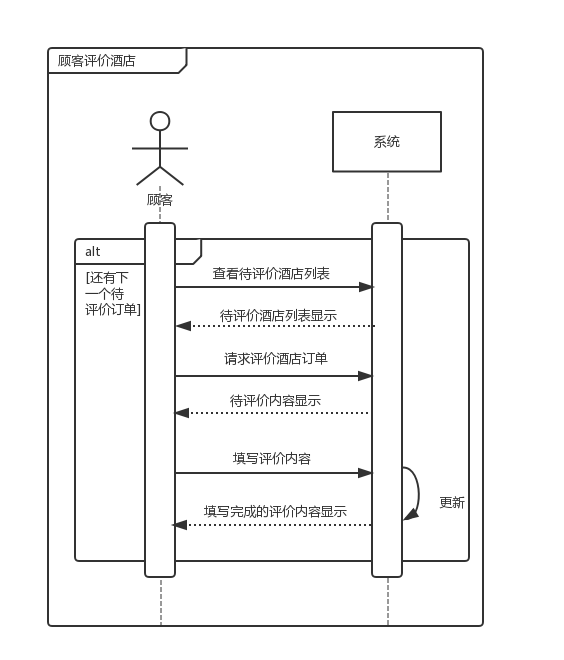 顾客评价酒店
系统
顾客
alt
[还有下
一个待
评价订单]
查看待评价酒店列表
待评价酒店列表显示
请求评价酒店订单
待评价内容显示
填写评价内容
更新
填写完成的评价内容显示